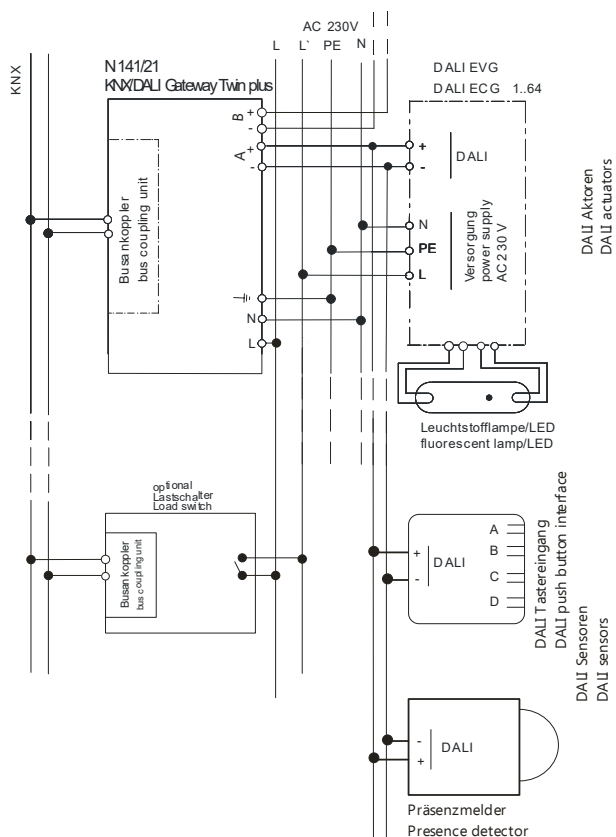 AC 230V
L L` PE N
KNX
N 141/21
KNX/DALI Gateway Twin plus
B + -
A + -
Busankoppler
bus coupling unit
N
L
DALI EVG
DALI ECG 1..64
+
-
DALI
N
PE
L
Versorgung
power supply
AC 230 V
DALI Aktoren
DALI actuators
Leuchtstofflampe/LED
fluorescent lamp/LED
optional
Lastschalter
Load switch
Busankoppler
bus coupling unit
+
-
DALI
A
B
C
D
DALI Tastereingang
DALI push button interface
DALI Sensoren
DALI sensors
-
+
DALI
Präsenzmelder
Presence detector